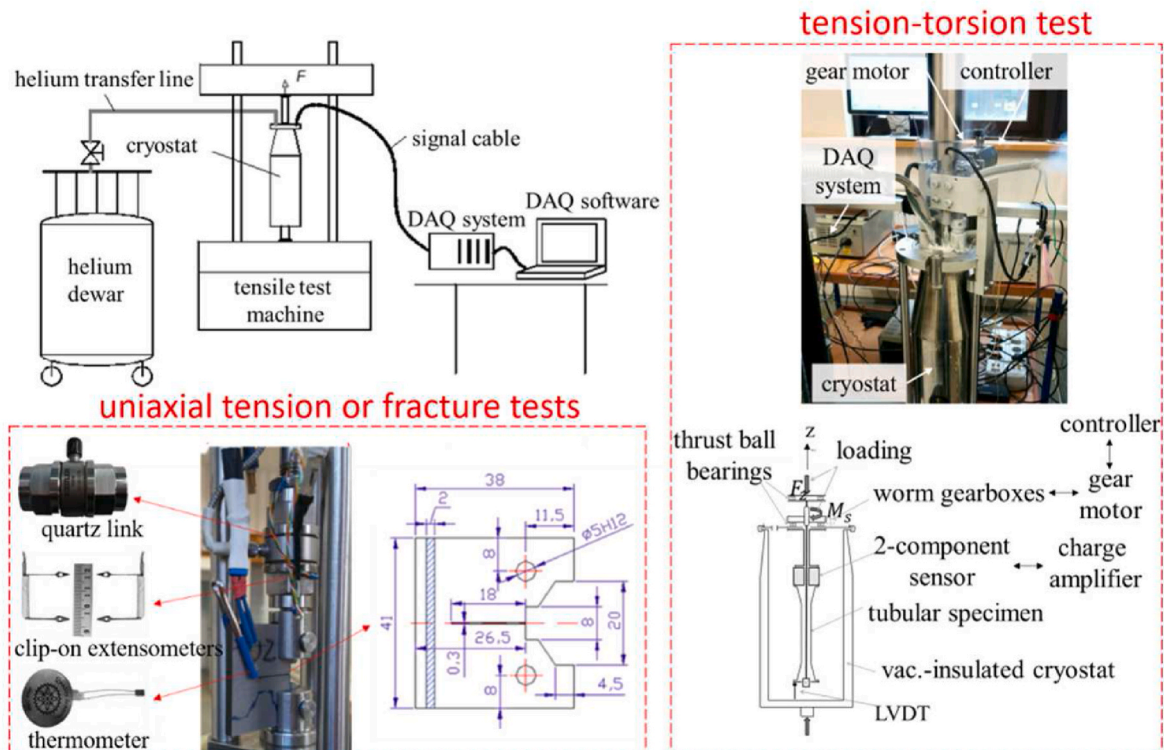 tension-torsion test
helium transfer line
F
cryostat
signal cable
DAQ software
DAQ system
helium
dewar
tensile test
machine
gear motor
controller
DAQ
system
cryostat
uniaxial tension or fracture tests
quartz link
clip-on extensometers
thermometer
38
2
11,5
ø5H12
8
18
41
8
20
26,5
0,3
8
4,5
z
thrust ball
bearings
loading
controller
Fz
worm gearboxes
gear
motor
Ms
2-component
sensor
charge
amplifier
tubular specimen
vac.-insulated cryostat
LVDT